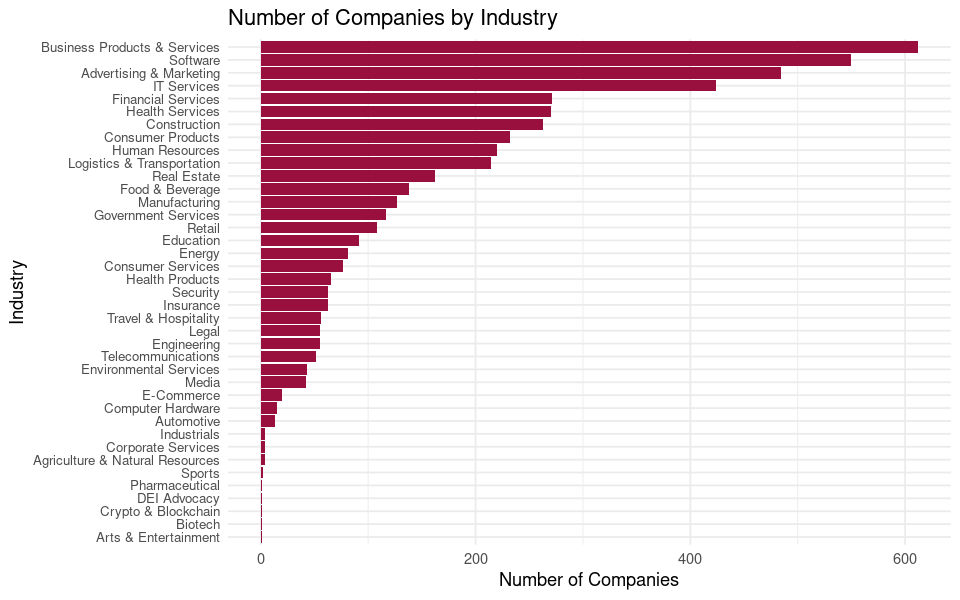 Number of Companies by Industry
Business Products & Services
Software
Advertising & Marketing
IT Services
Financial Services
Health Services
Construction
Consumer Products
Human Resources
Logistics & Transportation
Real Estate
Food & Beverage
Manufacturing
Government Services
Retail
Education
Energy
Consumer Services
Health Products
Security
Insurance
Travel & Hospitality
Legal
Engineering
Telecommunications
Environmental Services
Media
E-Commerce
Computer Hardware
Automotive
Industrials
Corporate Services
Agriculture & Natural Resources
Sports
Pharmaceutical
DEI Advocacy
Crypto & Blockchain
Biotech
Arts & Entertainment
Industry
0 200 400 600
Number of Companies